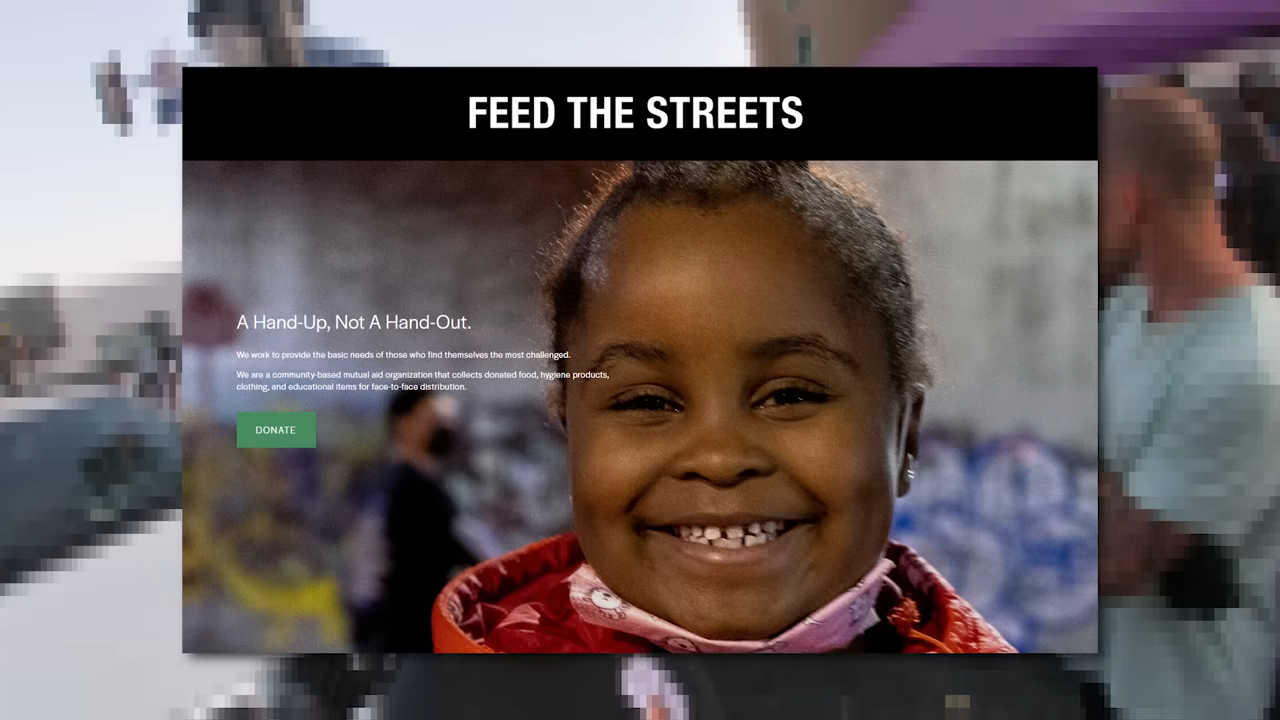 FEED THE STREETS
A Hand-Up, Not A Hand-Out.
We work to provide the basic needs of those who find themselves the most challenged.
We are a community-based mutual aid organization that collects donated food, hygiene products,
clothing, and educational items for face-to-face distribution.
DONATE